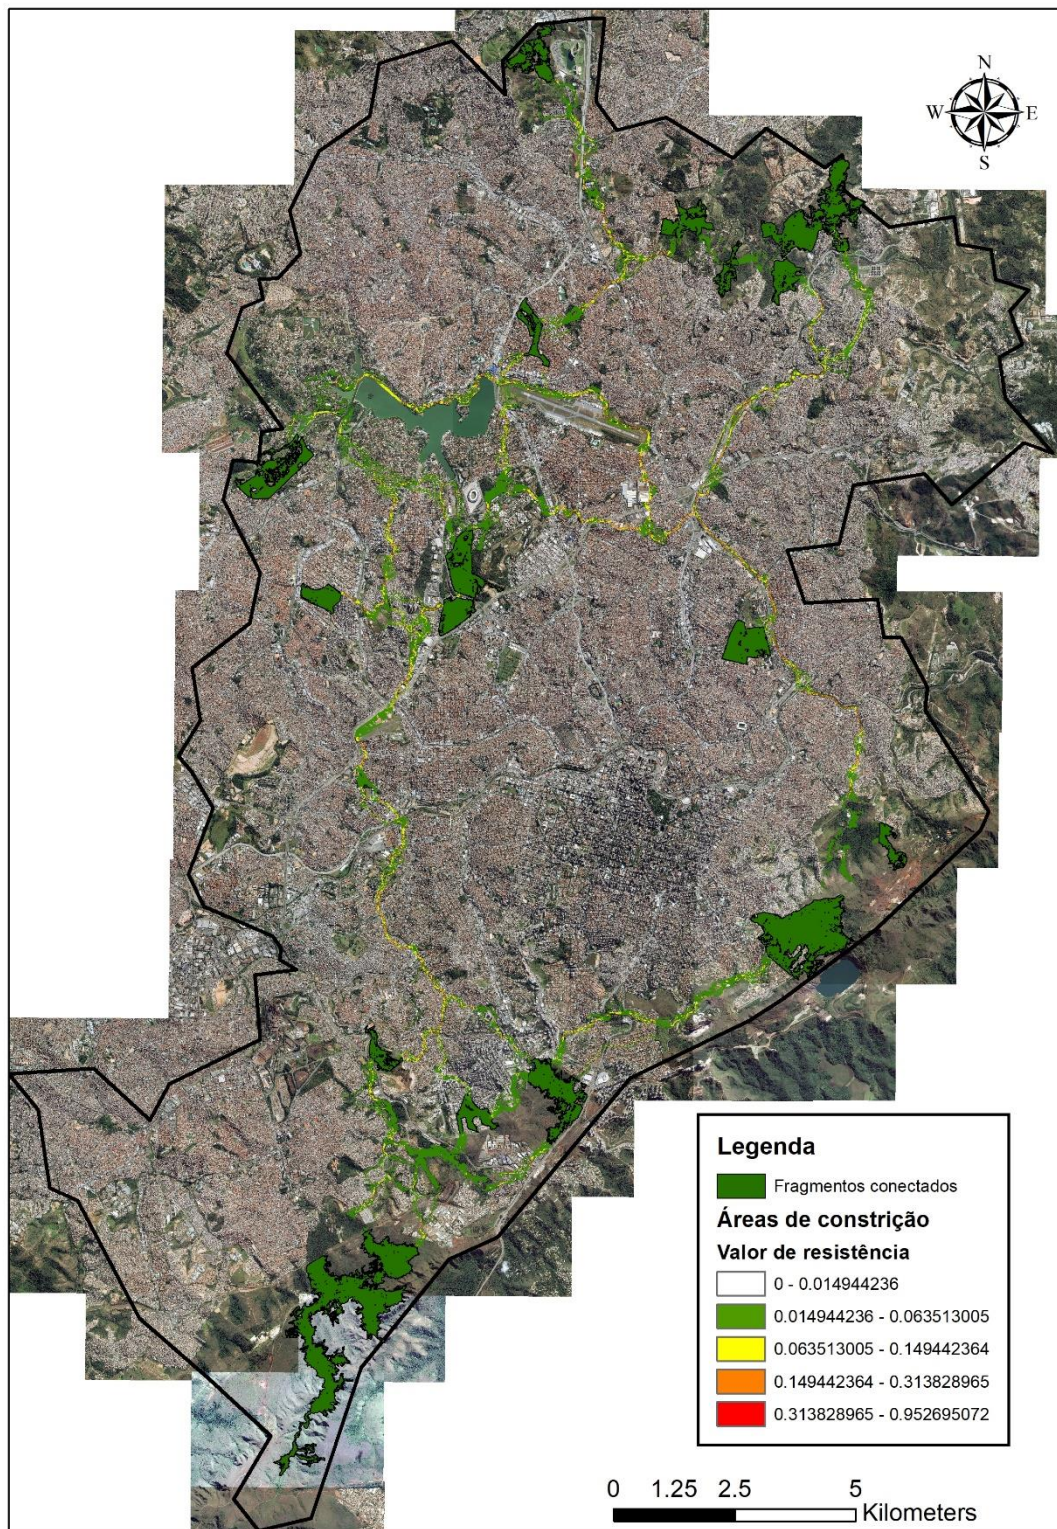 N
W E
S
Legenda
Fragmentos conectados
Áreas de constrição
Valor de resistência
0 - 0.014944236
0.014944236 - 0.063513005
0.063513005 - 0.149442364
0.149442364 - 0.313828965
0.313828965 - 0.952695072
0 1.25 2.5 5
Kilometers